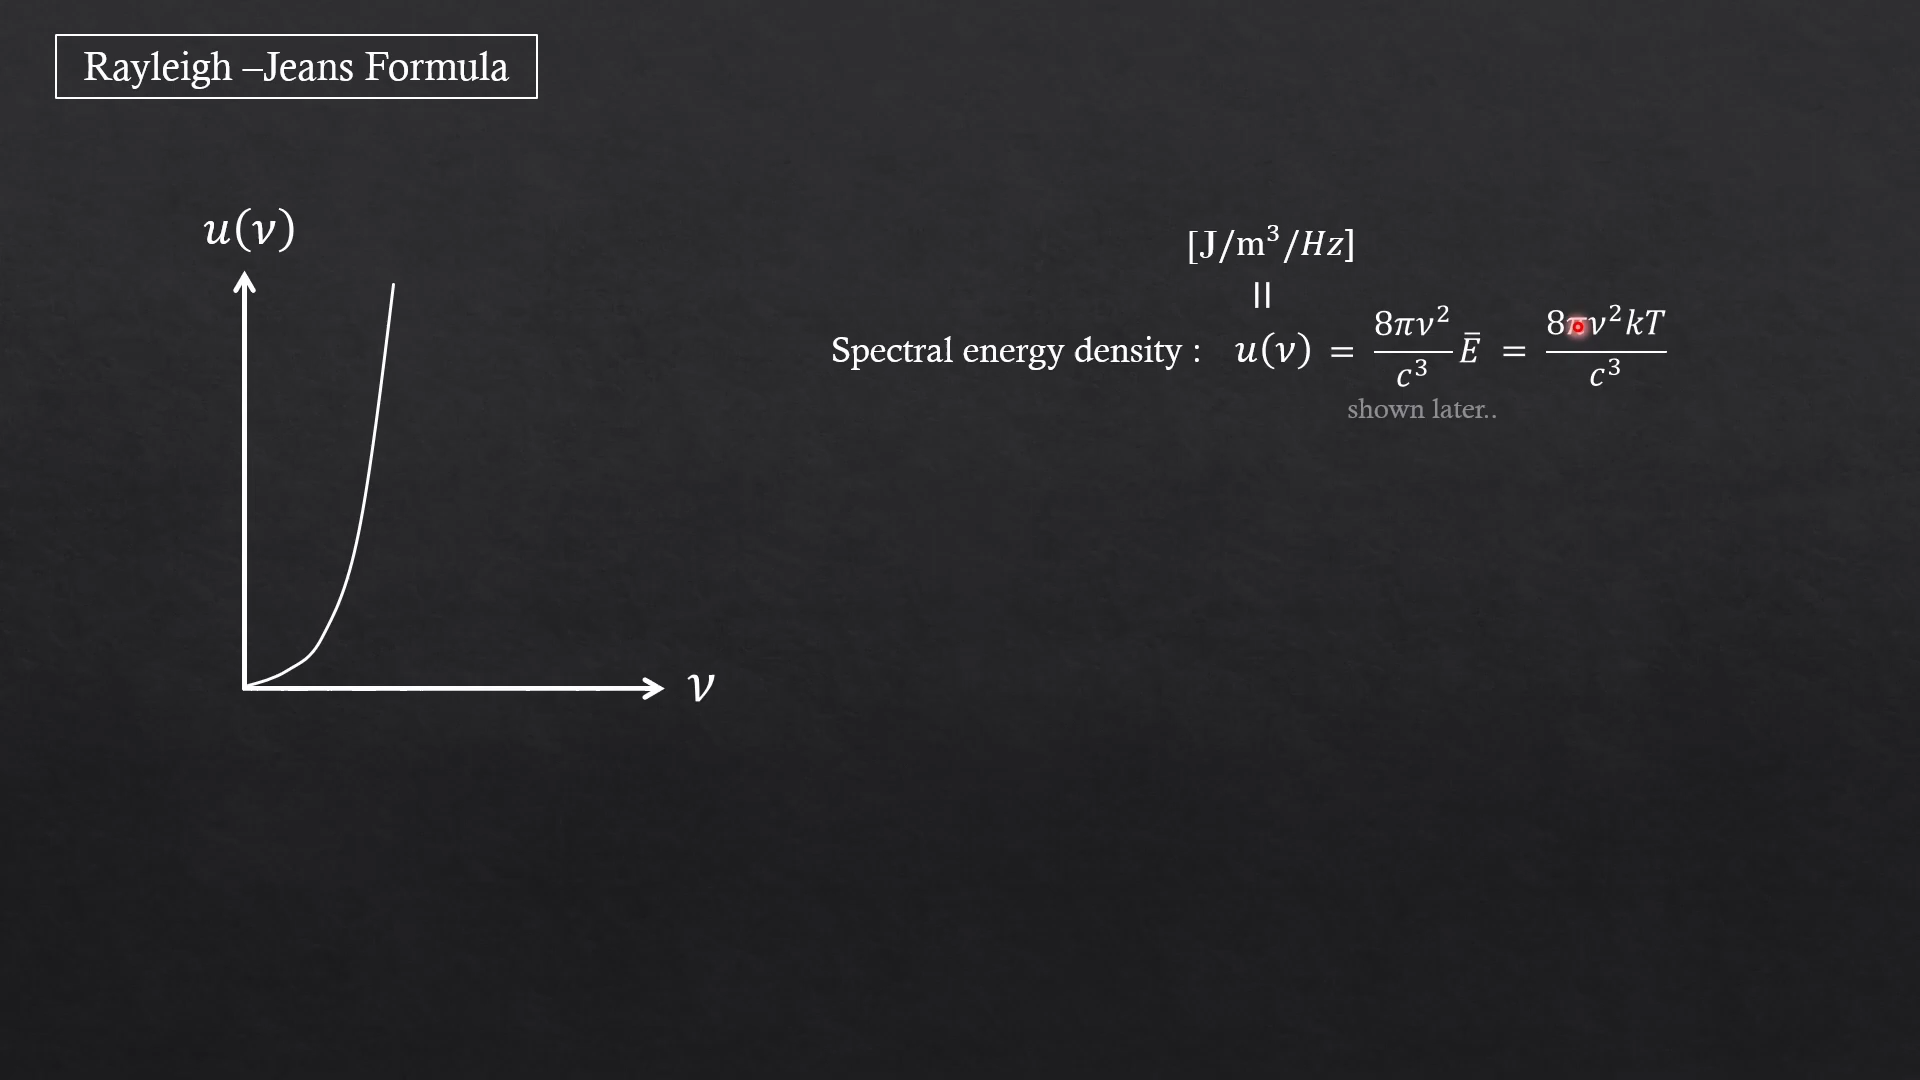 Rayleigh –Jeans Formula
u(ν)
ν
[J/m³/Hz]
=
Spectral energy density : u(ν) = 8πν²/c³ Ē = 8πν²kT/c³
shown later..